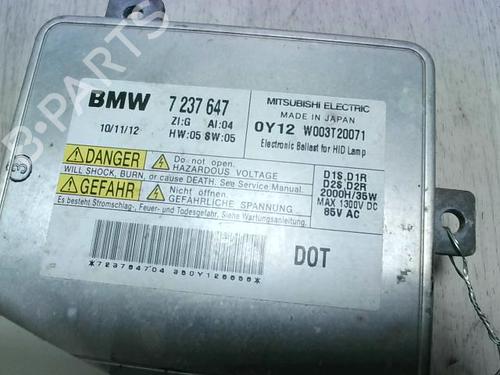 B-PARTS
BMW 7 237 647
ZI:G AI:04
10/11/12 HW:05 SW:05
MITSUBISHI ELECTRIC
MADE IN JAPAN
0Y12 W003T20071
Electronic Ballast for HID Lamp
DANGER Do not open.
HAZARDOUS VOLTAGE
WILL SHOCK, BURN, or cause DEATH. See Service Manual.
GEFAHR Nicht öffnen.
GEFÄHRLICHE SPANNUNG
Es besteht Stromschlag-, Feuer- und Todesgefahr. Siehe Wartungsanleitung.
D1S,D1R
D2S,D2R
2000H/35W
MAX 1300V DC
85V AC
DOT